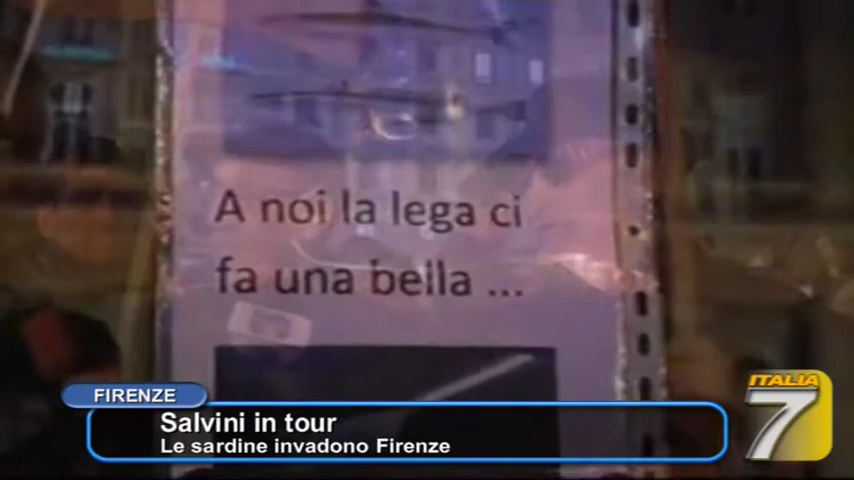 A noi la lega ci
fa una bella ...
FIRENZE
Salvini in tour
Le sardine invadono Firenze
ITALIA
7